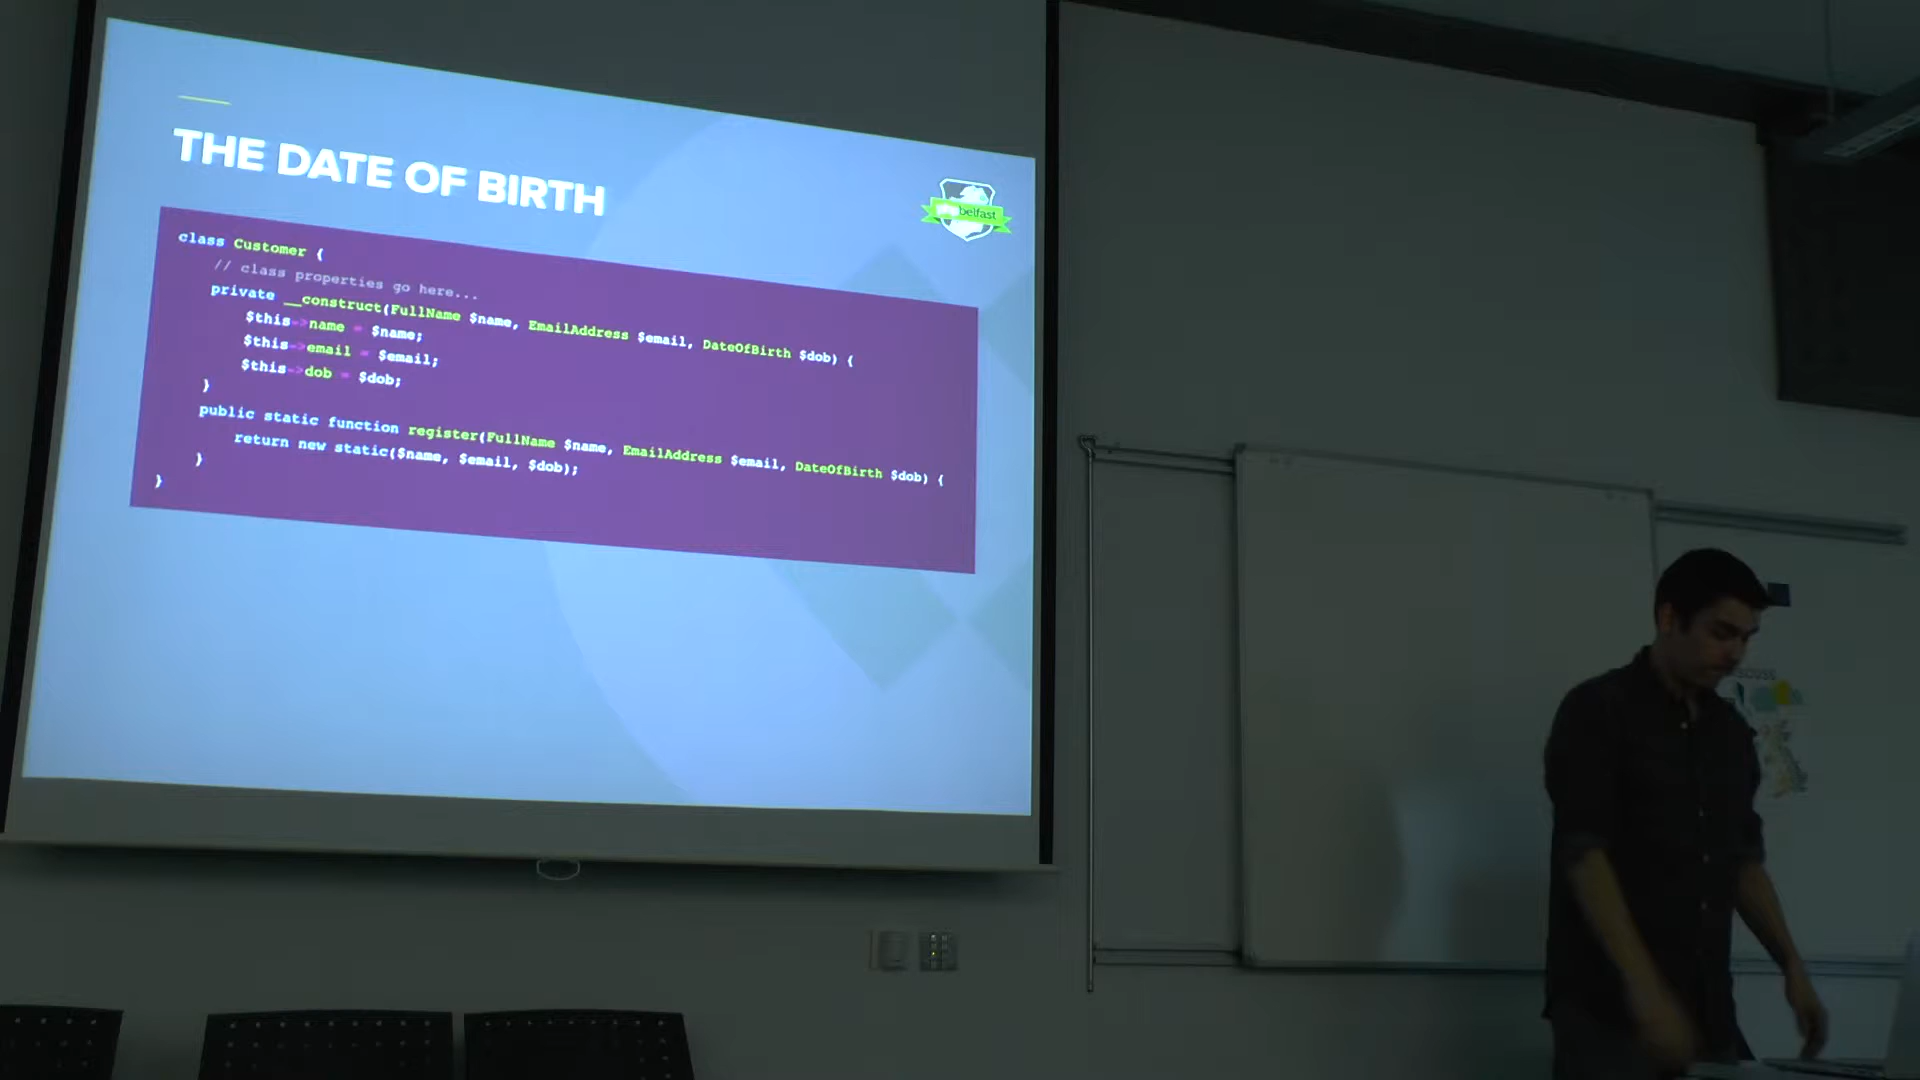 THE DATE OF BIRTH
belfast
class Customer {
// class properties go here...
private __construct(FullName $name, EmailAddress $email, DateOfBirth $dob) {
$this->name = $name;
$this->email = $email;
$this->dob = $dob;
}
public static function register(FullName $name, EmailAddress $email, DateOfBirth $dob) {
return new static($name, $email, $dob);
}
}